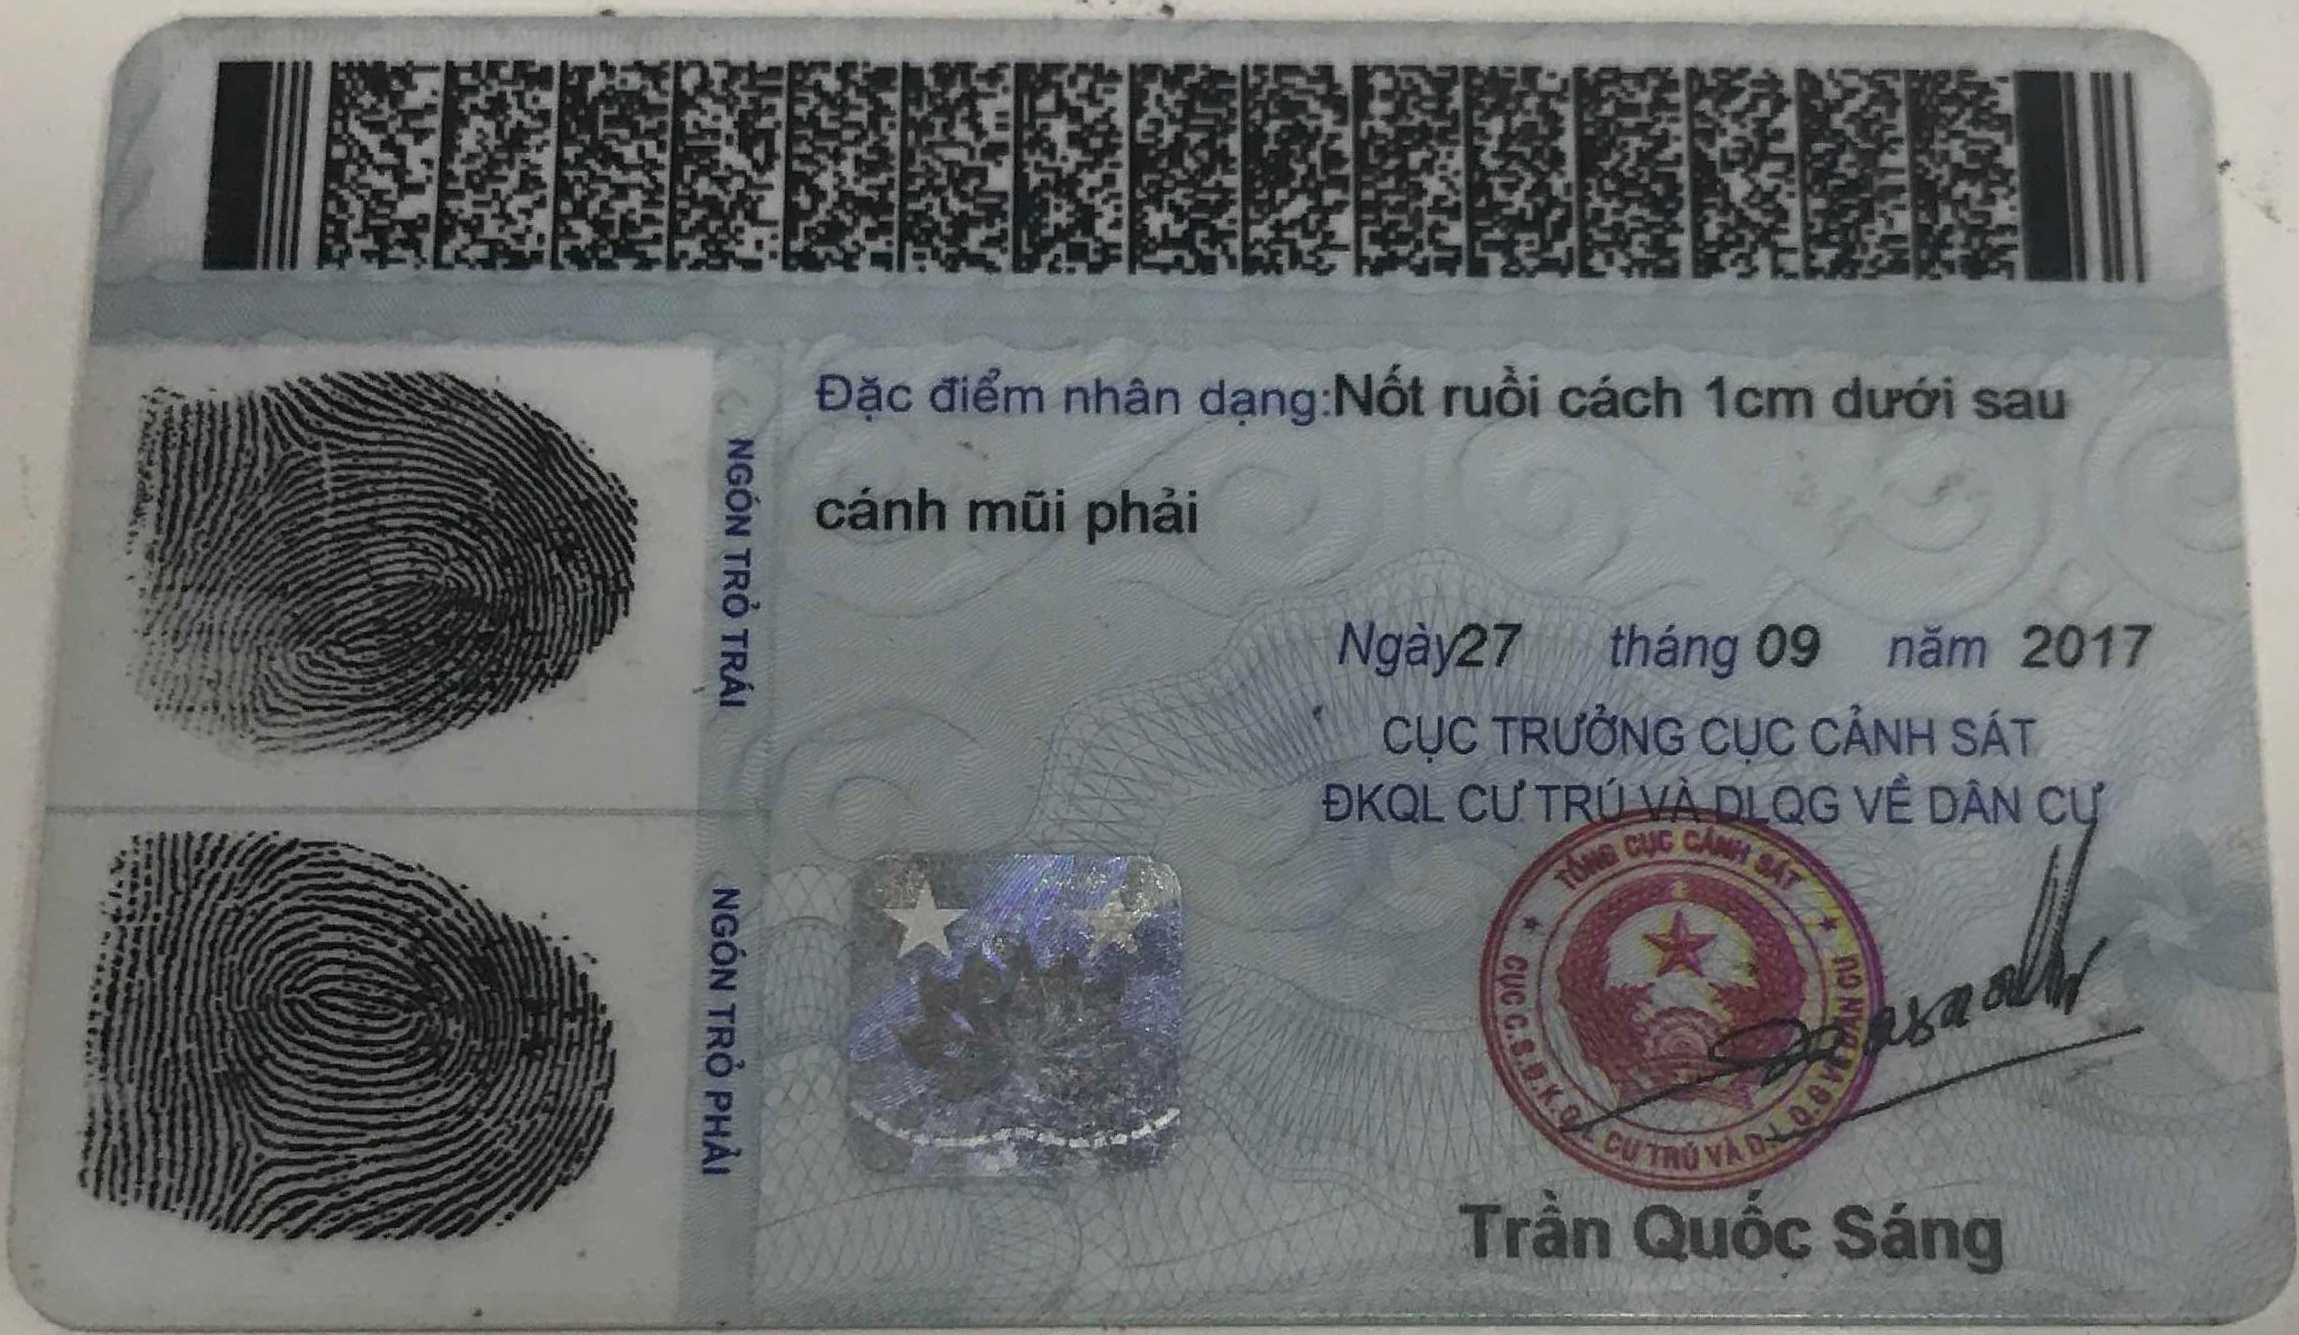 Đặc điểm nhân dạng:Nốt ruồi cách 1cm dưới sau
cánh mũi phải
NGÓN TRỎ TRÁI
NGÓN TRỎ PHẢI
Ngày27 tháng 09 năm 2017
CỤC TRƯỞNG CỤC CẢNH SÁT
ĐKQL CƯ TRÚ VÀ DLQG VỀ DÂN CƯ
TỔNG CỤC CẢNH SÁT
CỤC C.S.Đ.K.Q.L CƯ TRÚ VÀ D.L.Q.G VỀ DÂN CƯ
Trần Quốc Sáng